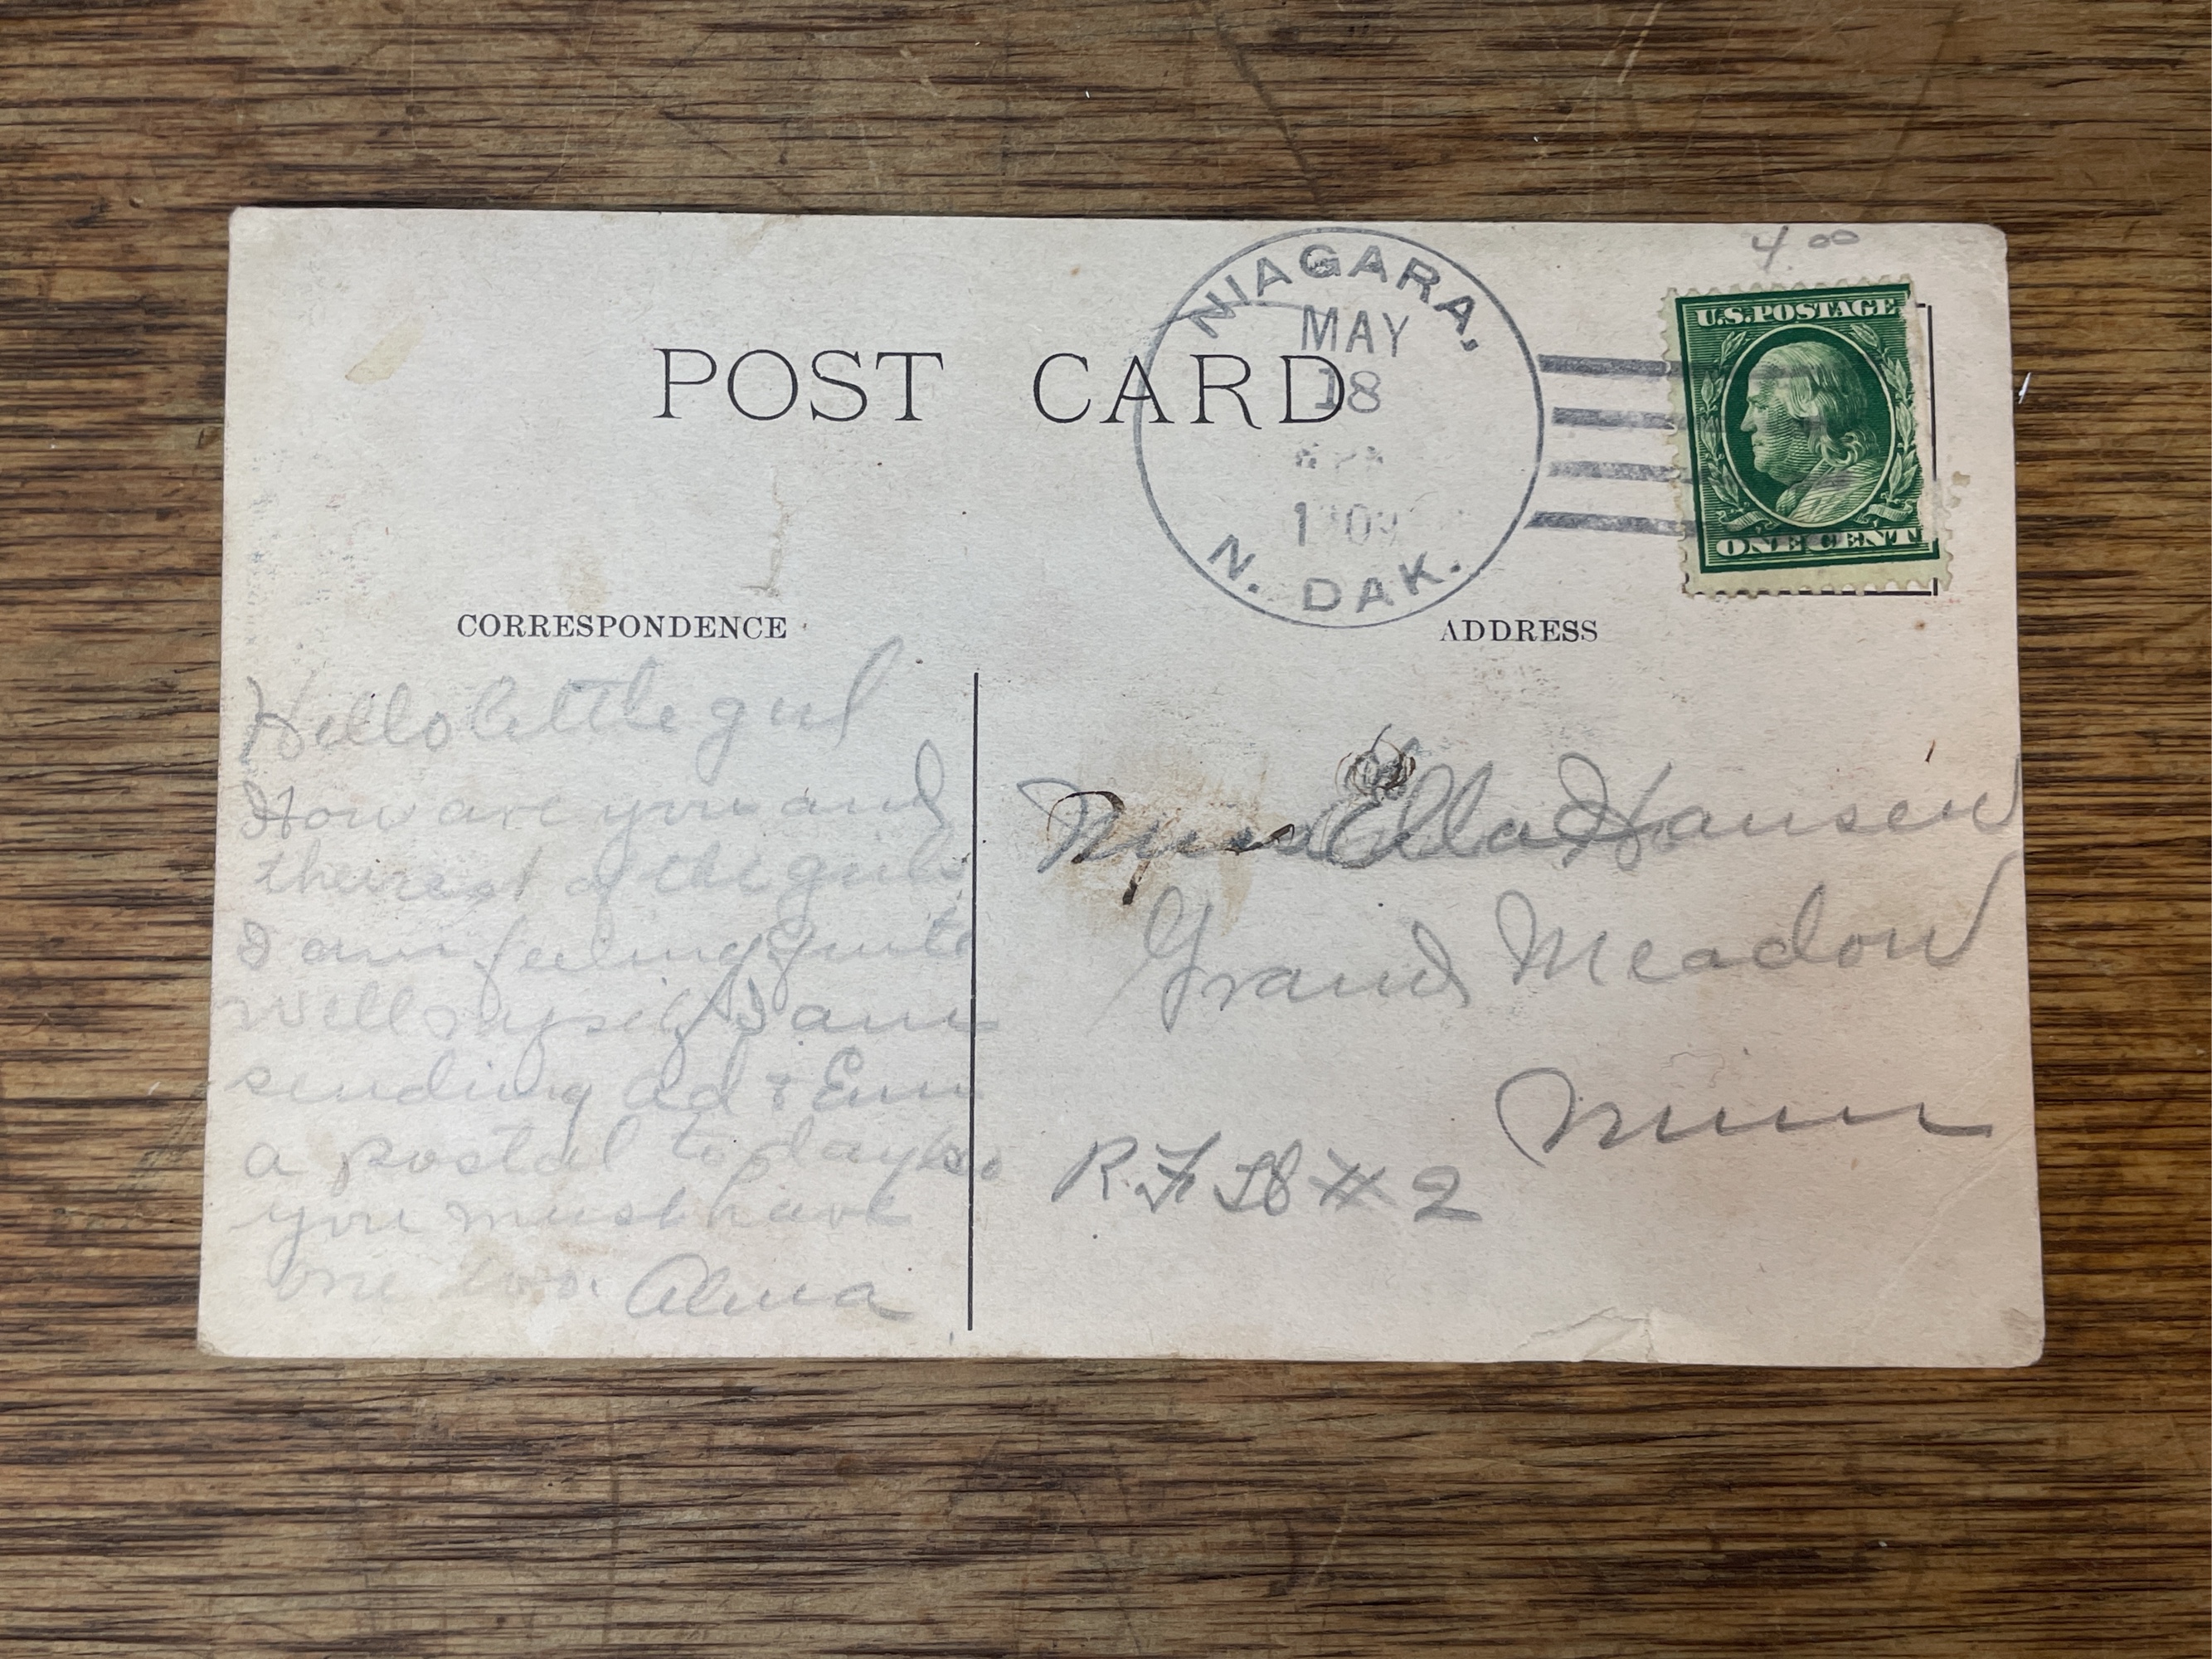 4.00
NIAGARA.
MAY
18
1909
N. DAK.
U.S.POSTAGE
ONE CENT
POST CARD
CORRESPONDENCE
ADDRESS
Hello little girl
How are you and
the rest of the girls
I am feeling quite
well myself I am
sending Ad & Em
a postal today so
you must have
one too. Alma
Miss Ella Hansen
Grand Meadow
Minn
R.F.D # 2